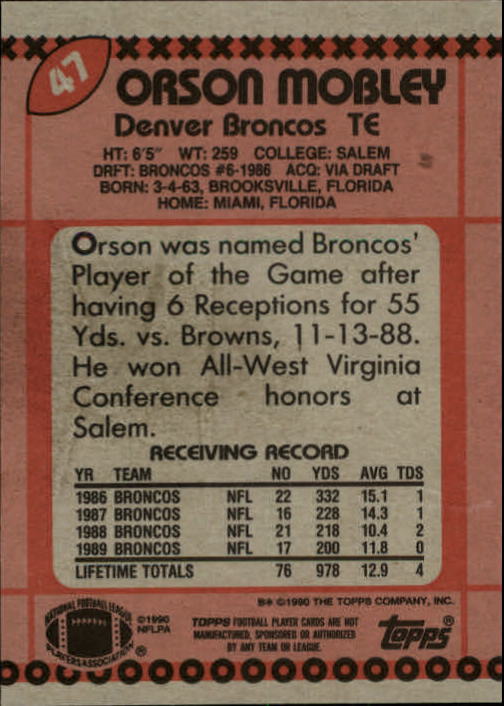 47
ORSON MOBLEY
Denver Broncos TE
HT: 6'5" WT: 259 COLLEGE: SALEM
DRFT: BRONCOS #6-1986 ACQ: VIA DRAFT
BORN: 3-4-63, BROOKSVILLE, FLORIDA
HOME: MIAMI, FLORIDA
Orson was named Broncos'
Player of the Game after
having 6 Receptions for 55
Yds. vs. Browns, 11-13-88.
He won All-West Virginia
Conference honors at
Salem.
RECEIVING RECORD
YR TEAM NO YDS AVG TDS
1986 BRONCOS NFL 22 332 15.1 1
1987 BRONCOS NFL 16 228 14.3 1
1988 BRONCOS NFL 21 218 10.4 2
1989 BRONCOS NFL 17 200 11.8 0
LIFETIME TOTALS 76 978 12.9 4
B* ©1990 THE TOPPS COMPANY, INC.
NATIONAL FOOTBALL LEAGUE
PLAYERS ASSOCIATION ®
©1990
NFLPA
TOPPS FOOTBALL PLAYER CARDS ARE NOT
MANUFACTURED, SPONSORED OR AUTHORIZED
BY ANY TEAM OR LEAGUE.
topps®